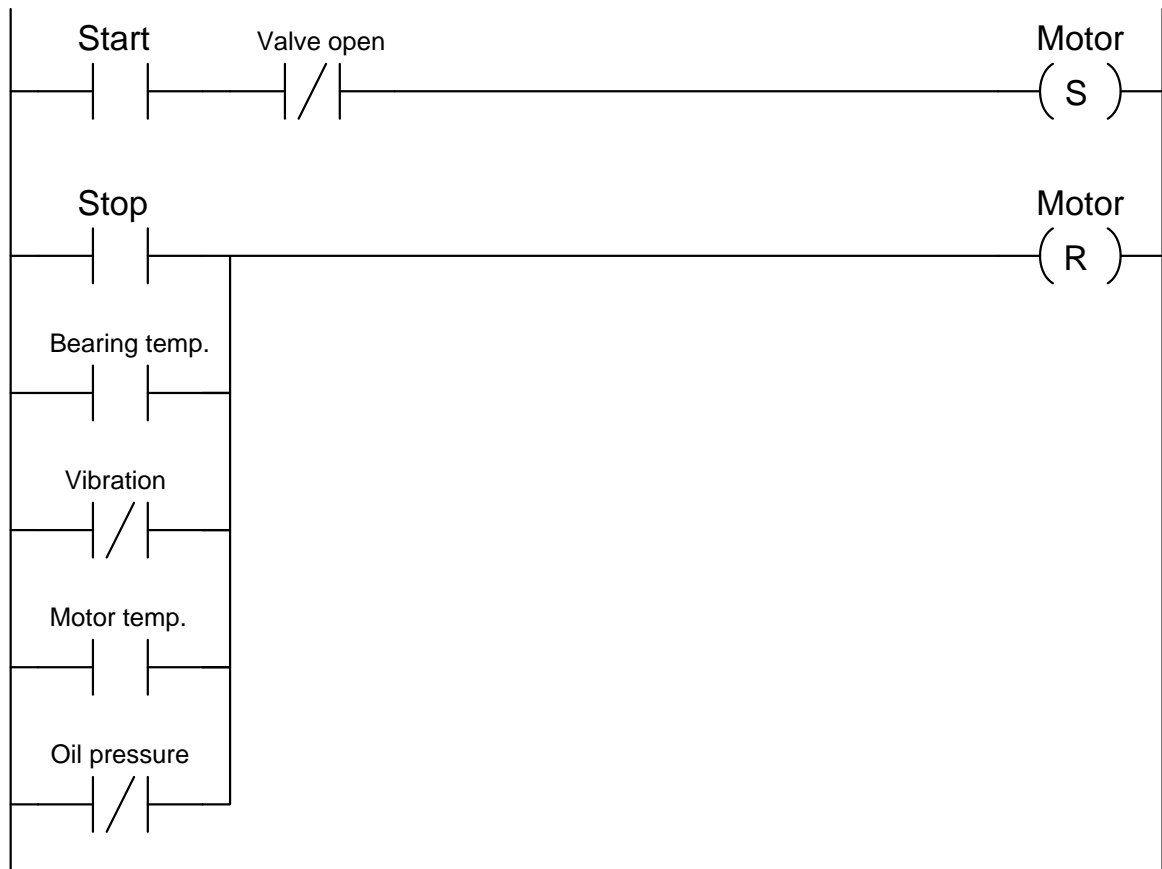 Start Valve open Motor
S
Stop Motor
R
Bearing temp.
Vibration
Motor temp.
Oil pressure